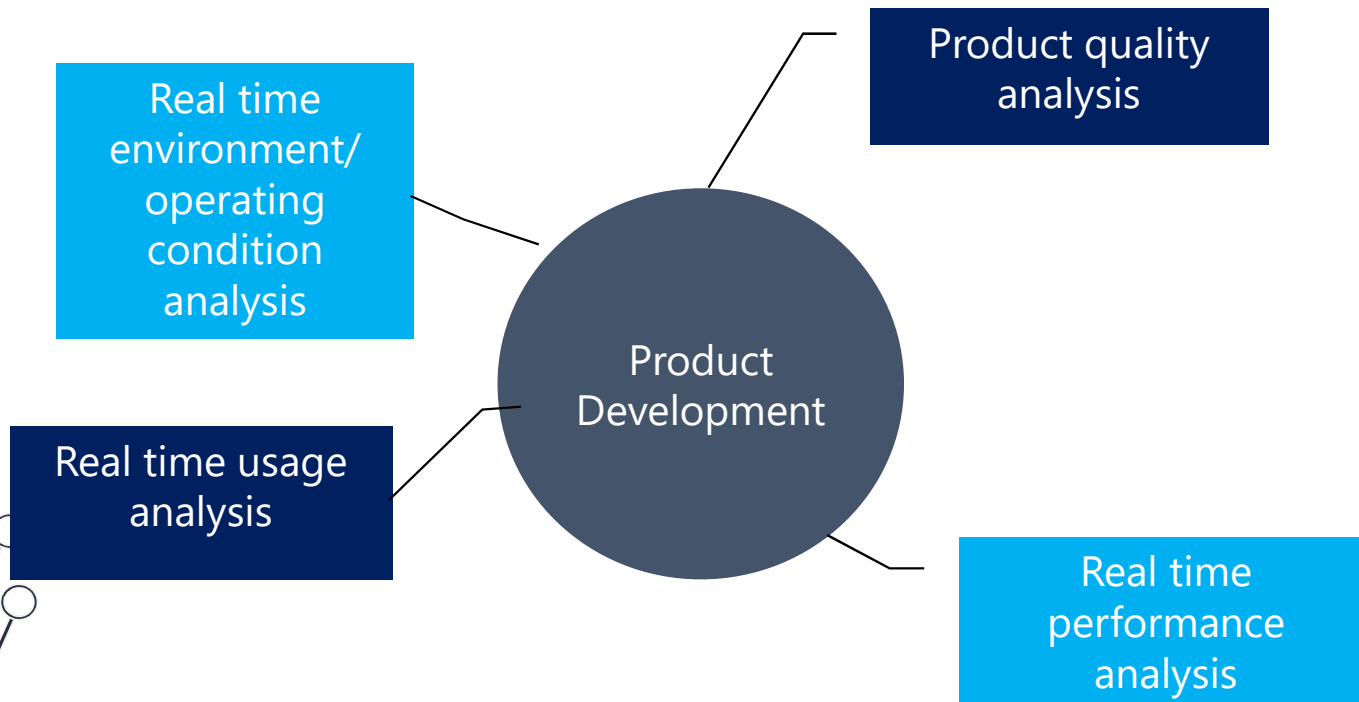 Product quality
analysis
Real time
environment/
operating
condition
analysis
Product
Development
Real time usage
analysis
Real time
performance
analysis